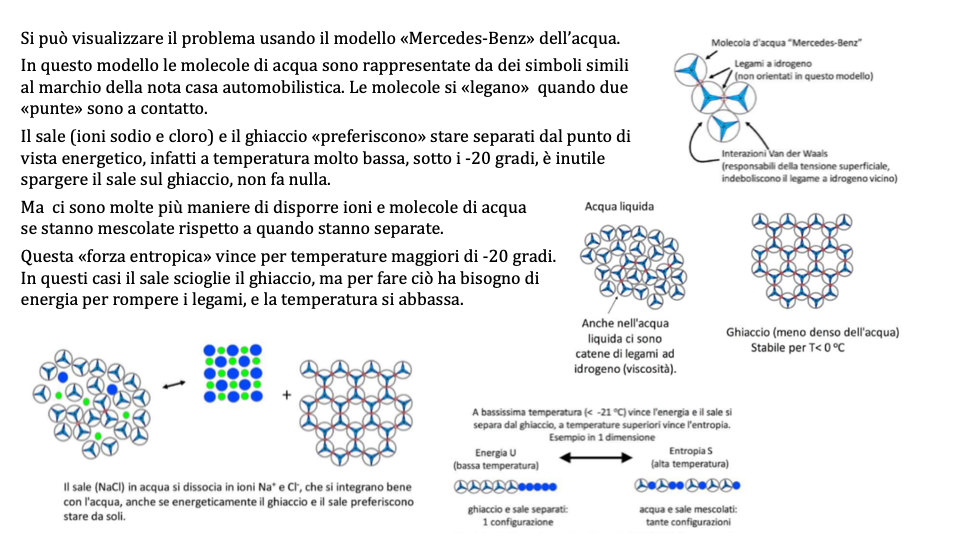 Si può visualizzare il problema usando il modello «Mercedes-Benz» dell'acqua.
In questo modello le molecole di acqua sono rappresentate da dei simboli simili
al marchio della nota casa automobilistica. Le molecole si «legano» quando due
«punte» sono a contatto.
Il sale (ioni sodio e cloro) e il ghiaccio «preferiscono» stare separati dal punto di
vista energetico, infatti a temperatura molto bassa, sotto i -20 gradi, è inutile
spargere il sale sul ghiaccio, non fa nulla.
Ma ci sono molte più maniere di disporre ioni e molecole di acqua
se stanno mescolate rispetto a quando stanno separate.
Questa «forza entropica» vince per temperature maggiori di -20 gradi.
In questi casi il sale scioglie il ghiaccio, ma per fare ciò ha bisogno di
energia per rompere i legami, e la temperatura si abbassa.
Molecola d'acqua "Mercedes-Benz"
Legami a idrogeno
(non orientati in questo modello)
Interazioni Van der Waals
(responsabili della tensione superficiale,
indeboliscono il legame a idrogeno vicino)
Acqua liquida
Anche nell'acqua
liquida ci sono
catene di legami ad
idrogeno (viscosità).
Ghiaccio (meno denso dell'acqua)
Stabile per T< 0 °C
+
Il sale (NaCl) in acqua si dissocia in ioni Na⁺ e Cl⁻, che si integrano bene
con l'acqua, anche se energeticamente il ghiaccio e il sale preferiscono
stare da soli.
A bassissima temperatura (< -21 °C) vince l'energia e il sale si
separa dal ghiaccio, a temperature superiori vince l'entropia.
Esempio in 1 dimensione
Energia U
(bassa temperatura)
Entropia S
(alta temperatura)
ghiaccio e sale separati:
1 configurazione
acqua e sale mescolati:
tante configurazioni